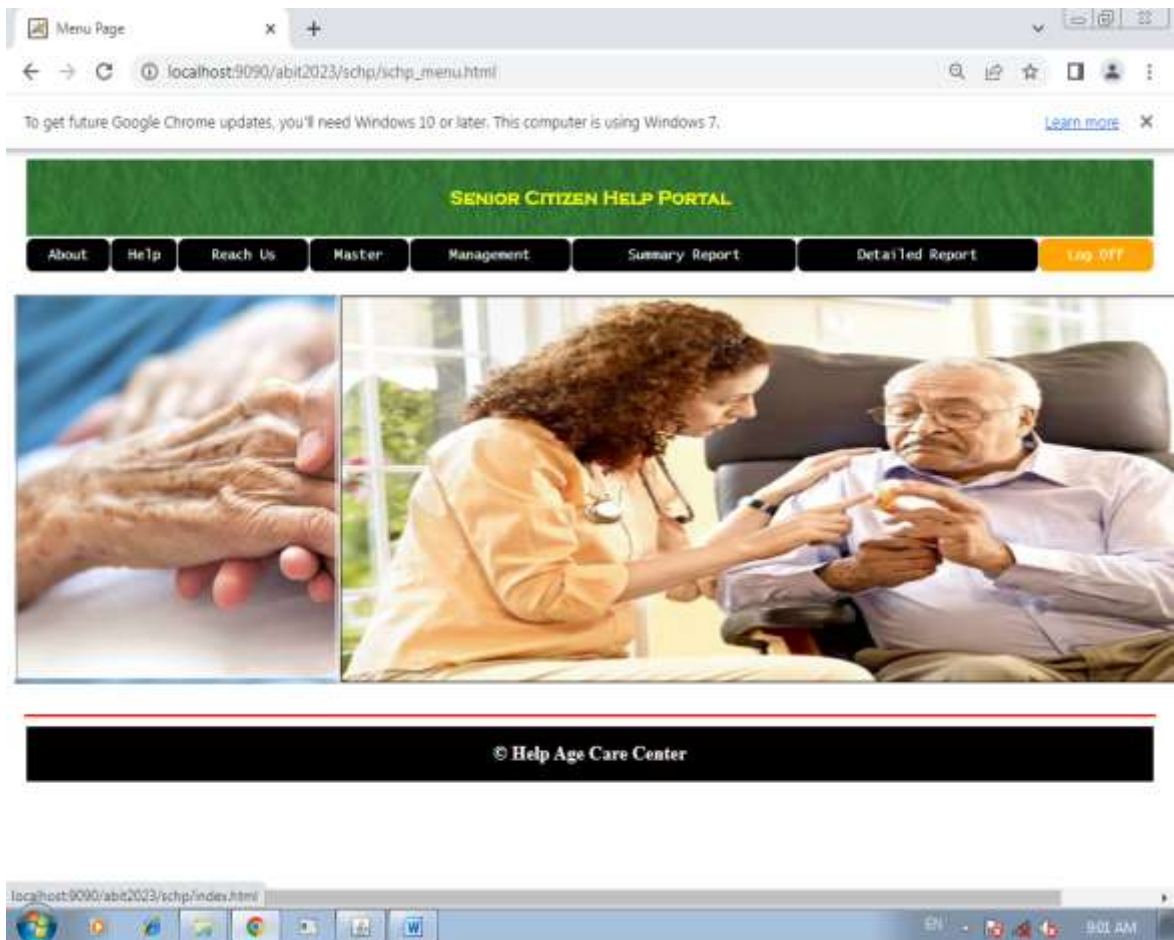 Menu Page
localhost:9090/abit2023/schp/schp_menu.html
To get future Google Chrome updates, you'll need Windows 10 or later. This computer is using Windows 7. Learn more
SENIOR CITIZEN HELP PORTAL
About Help Reach Us Master Management Summary Report Detailed Report Log Off
© Help Age Care Center
localhost:9090/abit2023/schp/index.html
EN 9:01 AM